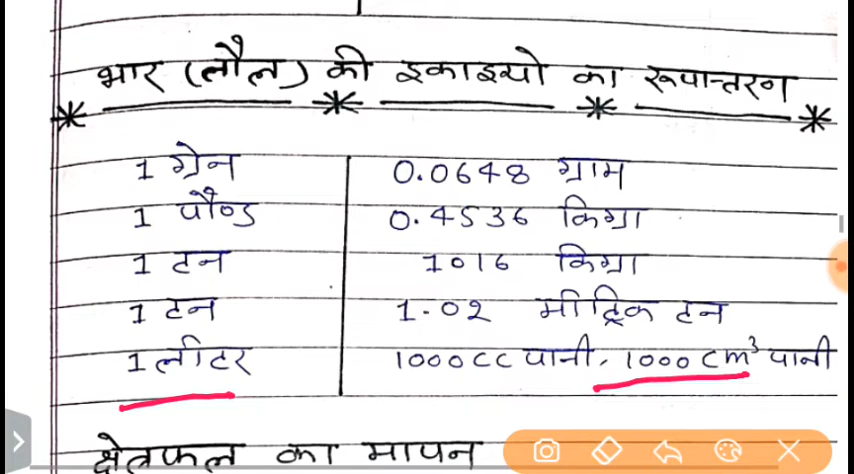 भार (तौल) की इकाइयो का रूपान्तरण
1 ग्रेन 0.0648 ग्राम
1 पौण्ड 0.4536 किग्रा
1 टन 1016 किग्रा
1 टन 1.02 मीट्रिक टन
1 लीटर 1000 CC पानी, 1000 Cm³ पानी
क्षेत्रफल का मापन